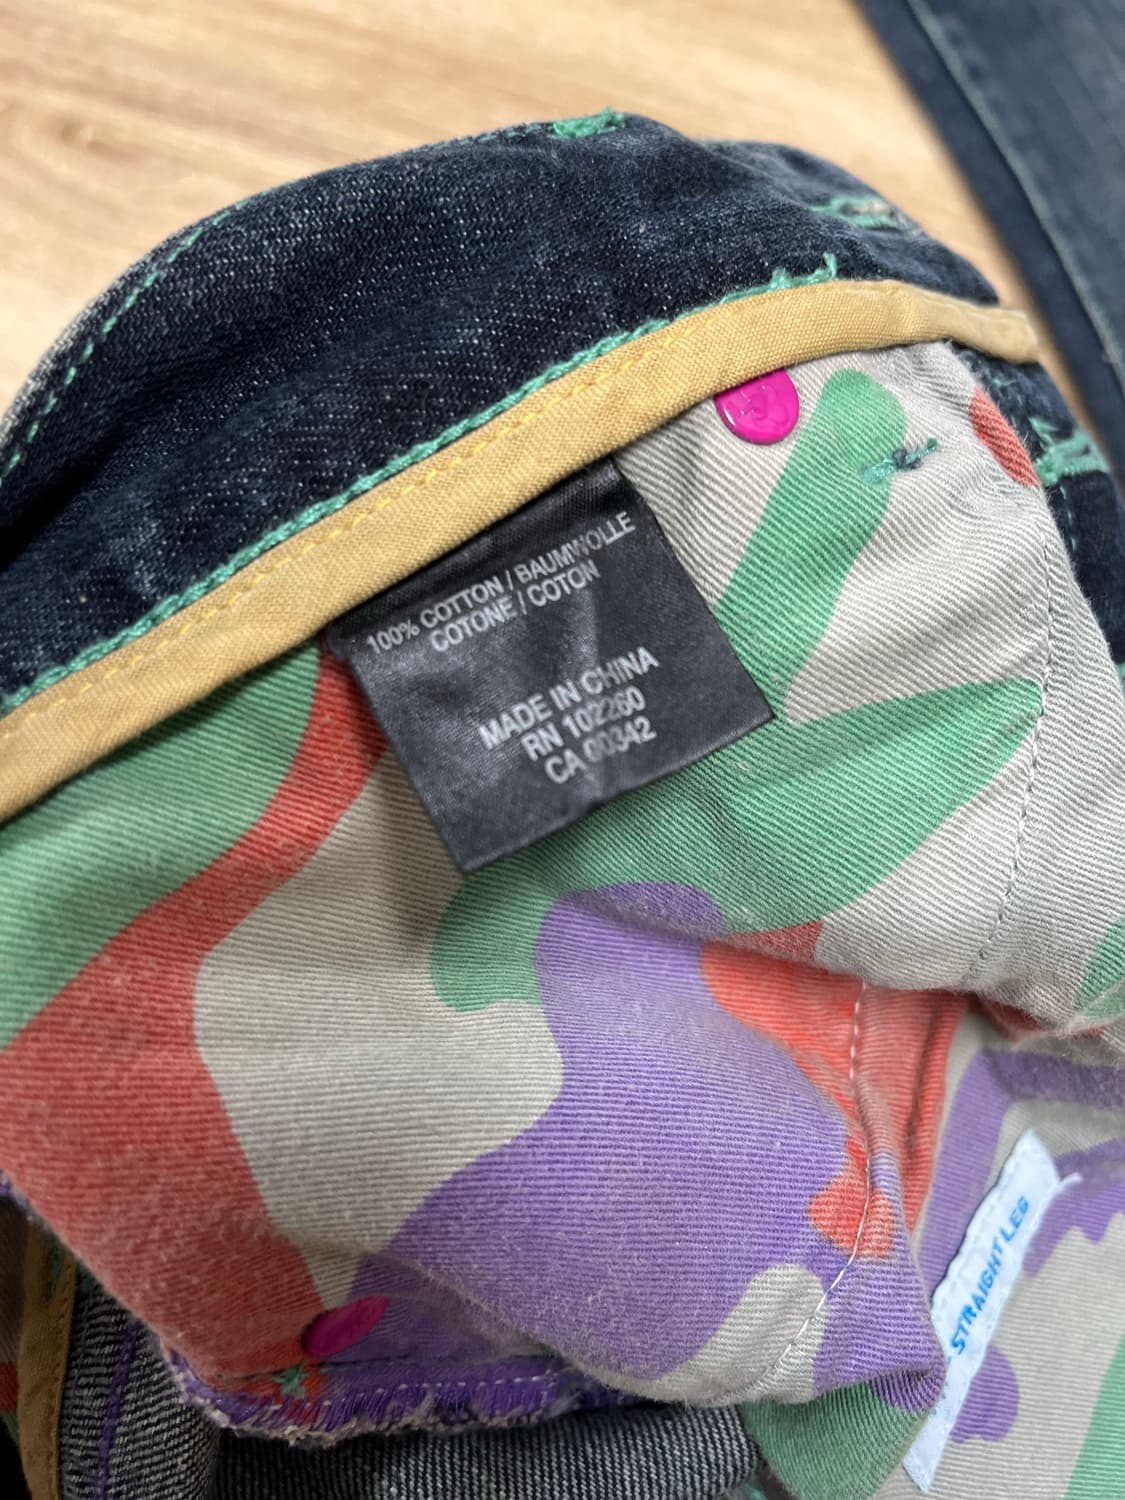 100% COTTON / BAUMWOLLE
COTONE / COTON
MADE IN CHINA
RN 102260
CA 00342
STRAIGHT LEG